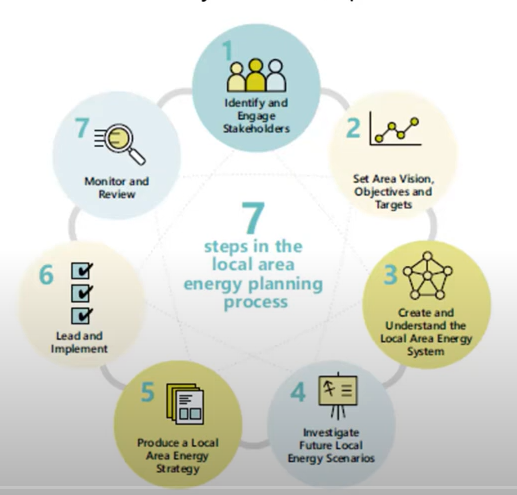 1
Identify and
Engage
Stakeholders
2
Set Area Vision,
Objectives and
Targets
3
Create and
Understand the
Local Area Energy
System
4
Investigate
Future Local
Energy Scenarios
5
Produce a Local
Area Energy
Strategy
6
Lead and
Implement
7
Monitor and
Review
7
steps in the
local area
energy planning
process